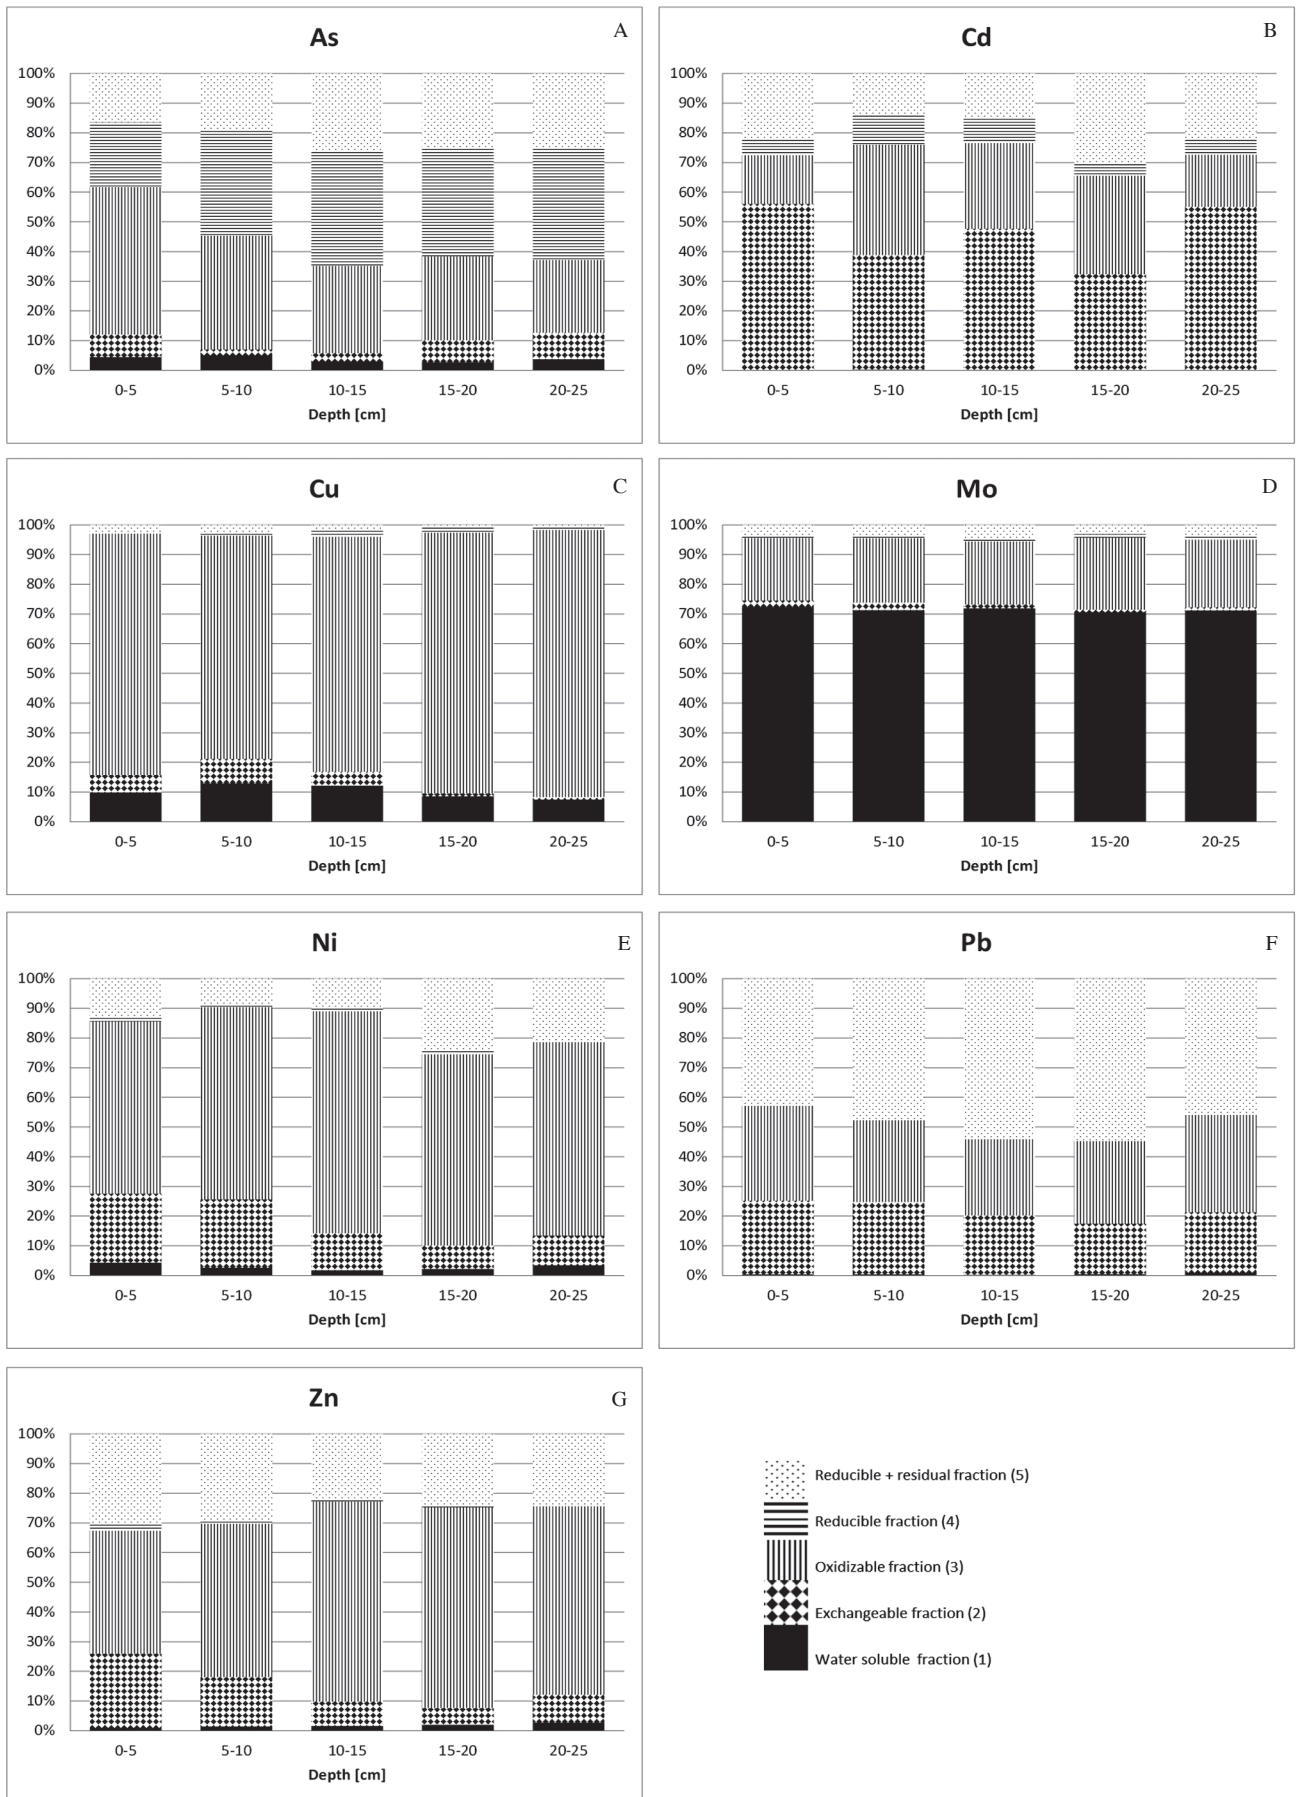 As
A
100%
90%
80%
70%
60%
50%
40%
30%
20%
10%
0%
0-5 5-10 10-15 15-20 20-25
Depth [cm]
Cd
B
100%
90%
80%
70%
60%
50%
40%
30%
20%
10%
0%
0-5 5-10 10-15 15-20 20-25
Depth [cm]
Cu
C
100%
90%
80%
70%
60%
50%
40%
30%
20%
10%
0%
0-5 5-10 10-15 15-20 20-25
Depth [cm]
Mo
D
100%
90%
80%
70%
60%
50%
40%
30%
20%
10%
0%
0-5 5-10 10-15 15-20 20-25
Depth [cm]
Ni
E
100%
90%
80%
70%
60%
50%
40%
30%
20%
10%
0%
0-5 5-10 10-15 15-20 20-25
Depth [cm]
Pb
F
100%
90%
80%
70%
60%
50%
40%
30%
20%
10%
0%
0-5 5-10 10-15 15-20 20-25
Depth [cm]
Zn
G
100%
90%
80%
70%
60%
50%
40%
30%
20%
10%
0%
0-5 5-10 10-15 15-20 20-25
Depth [cm]
Reducible + residual fraction (5)
Reducible fraction (4)
Oxidizable fraction (3)
Exchangeable fraction (2)
Water soluble fraction (1)